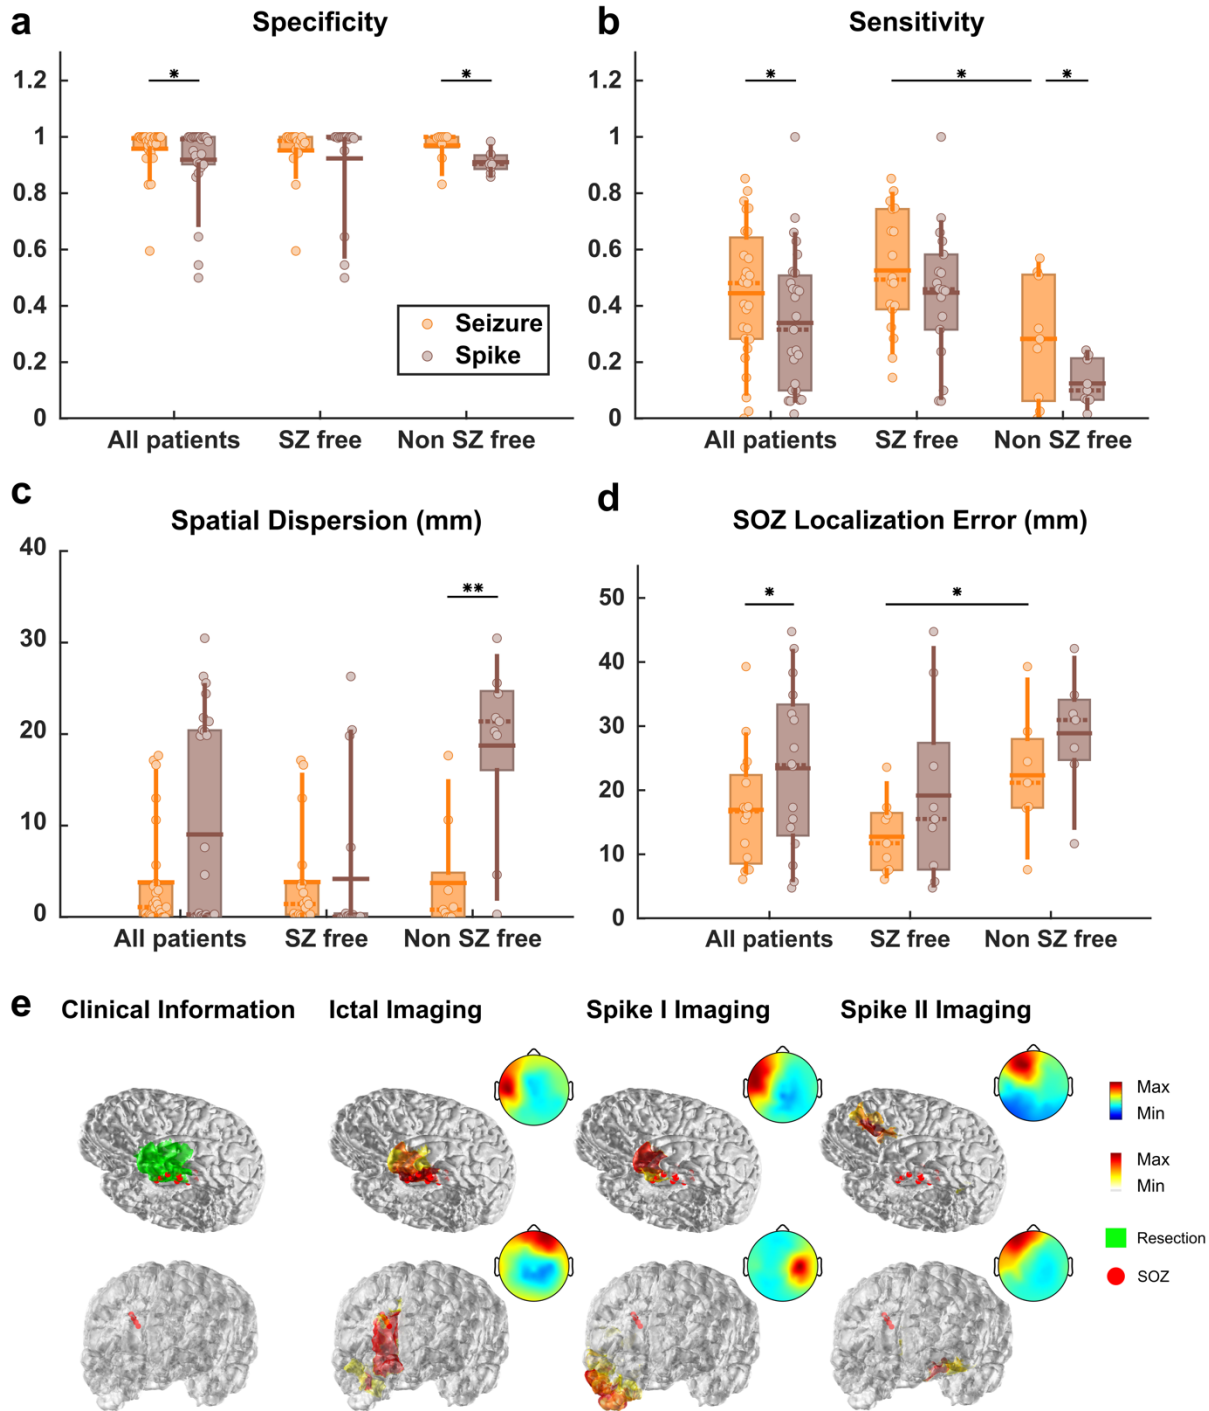 a
Specificity
1.2
1
0.8
0.6
0.4
0.2
0
*
*
Seizure
Spike
All patients
SZ free
Non SZ free
b
Sensitivity
1.2
1
0.8
0.6
0.4
0.2
0
*
*
*
All patients
SZ free
Non SZ free
c
Spatial Dispersion (mm)
40
30
20
10
0
**
All patients
SZ free
Non SZ free
d
SOZ Localization Error (mm)
50
40
30
20
10
0
*
*
All patients
SZ free
Non SZ free
e
Clinical Information
Ictal Imaging
Spike I Imaging
Spike II Imaging
Max
Min
Max
Min
Resection
SOZ